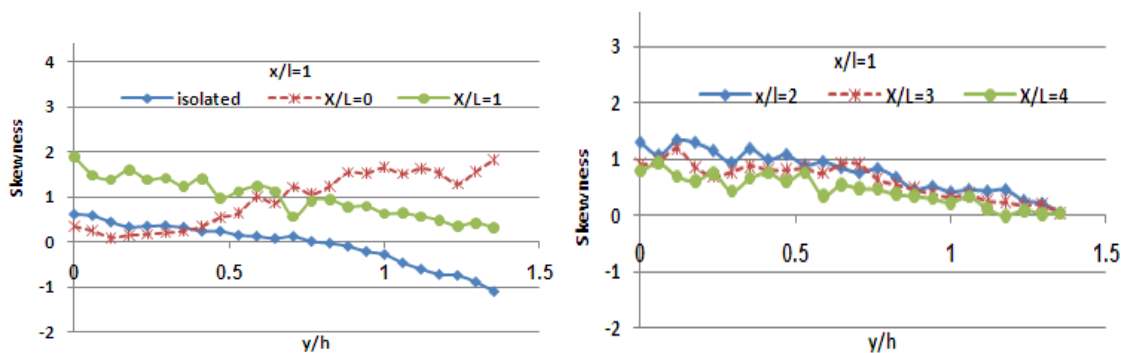 x/l=1
isolated X/L=0 X/L=1
4
3
2
1
0
-1
-2
0 0.5 1 1.5
Skewness
y/h
x/l=1
x/l=2 X/L=3 X/L=4
3
2
1
0
-1
-2
0 0.5 1 1.5
Skewness
y/h